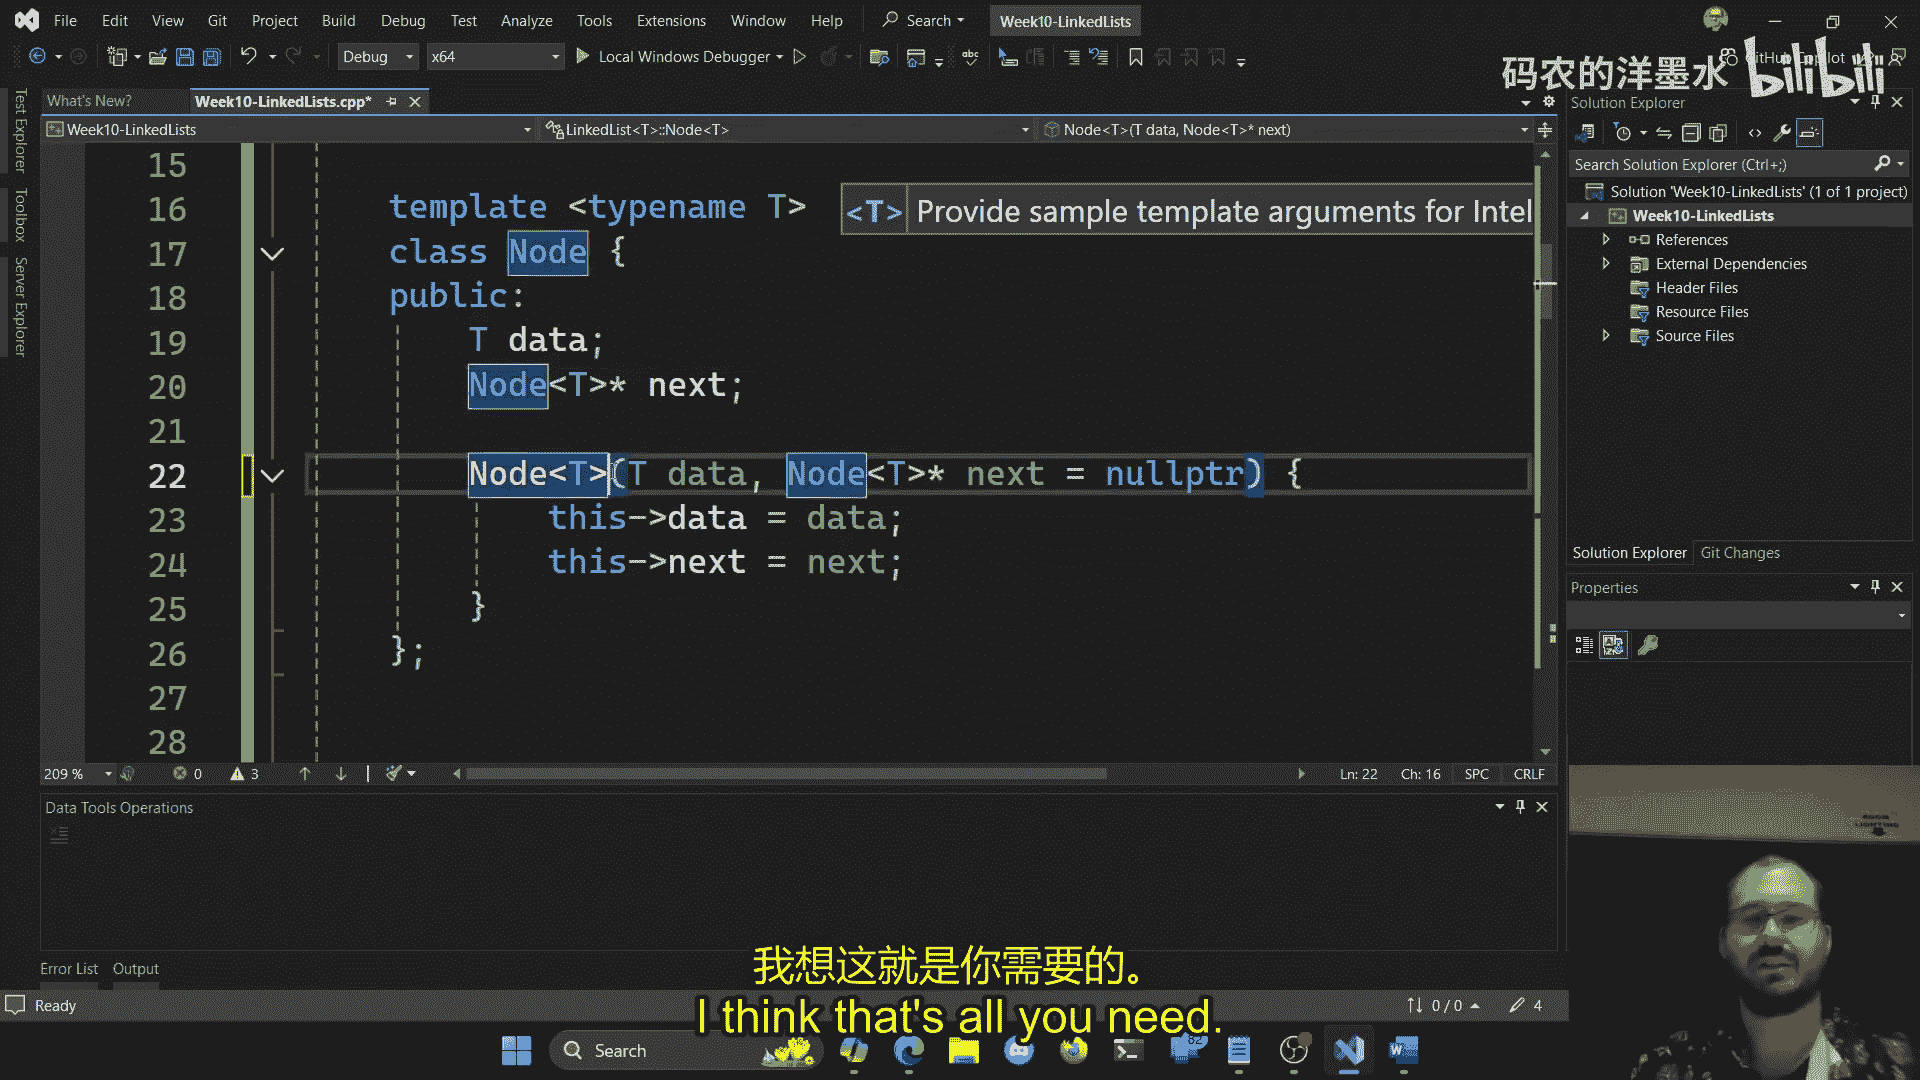 File Edit View Git Project Build Debug Test Analyze Tools Extensions Window Help Search Week10-LinkedLists
Debug x64 Local Windows Debugger GitHub Copilot
码农的洋墨水 bilibili
What's New? Week10-LinkedLists.cpp*
Week10-LinkedLists LinkedList<T>::Node<T> Node<T>(T data, Node<T>* next)
Test Explorer
Toolbox
Server Explorer
15
16 template <typename T> <T> Provide sample template arguments for Intel
17 class Node {
18 public:
19 T data;
20 Node<T>* next;
21
22 Node<T>(T data, Node<T>* next = nullptr) {
23 this->data = data;
24 this->next = next;
25 }
26 };
27
28
209 % 0 3 Ln: 22 Ch: 16 SPC CRLF
Data Tools Operations
Error List Output
Ready 0 / 0 4
Solution Explorer
Search Solution Explorer (Ctrl+;)
Solution 'Week10-LinkedLists' (1 of 1 project)
Week10-LinkedLists
References
External Dependencies
Header Files
Resource Files
Source Files
Solution Explorer Git Changes
Properties
我想这就是你需要的。
I think that's all you need.
Search